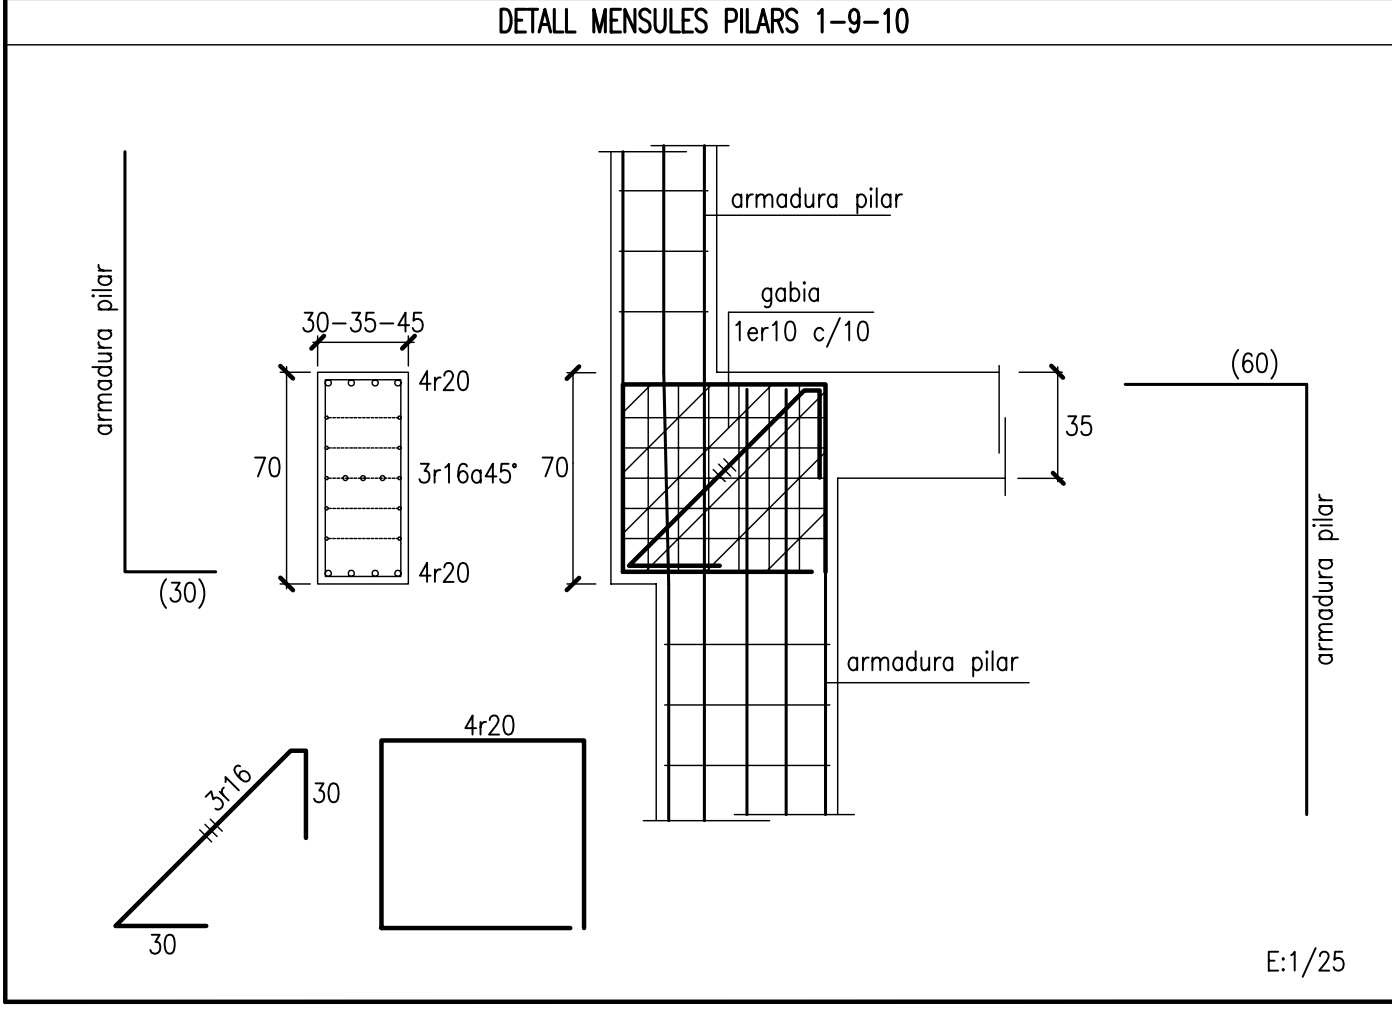 DETALL MENSULES PILARS 1-9-10
armadura pilar
(30)
30-35-45
4r20
70
3r16a45°
4r20
70
armadura pilar
gabia
1er10 c/10
35
armadura pilar
(60)
armadura pilar
3r16
30
30
4r20
E:1/25